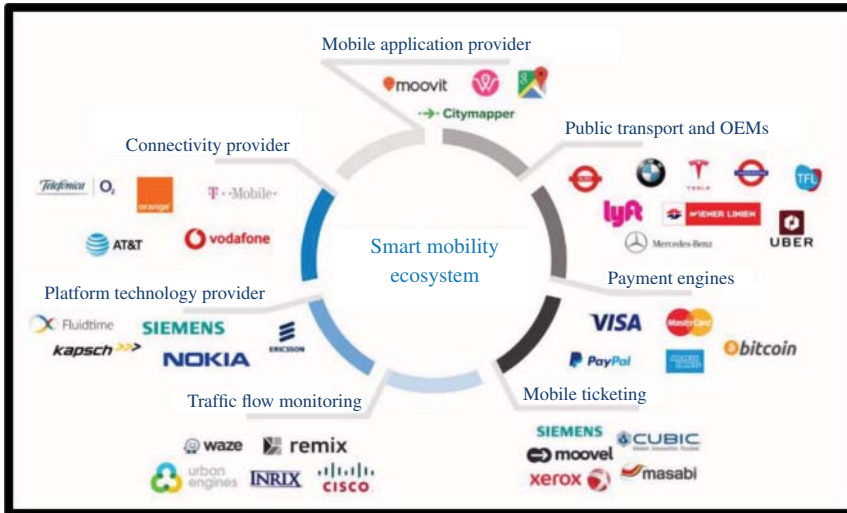 Mobile application provider
moovit
Citymapper
Connectivity provider
Public transport and OEMs
Telefónica O2
orange
T··Mobile·
AT&T
vodafone
TESLA
TFL
lyft
WIENER LINIEN
Mercedes-Benz
UBER
Smart mobility
ecosystem
Platform technology provider
Payment engines
Fluidtime
SIEMENS
kapsch >>>
NOKIA
ERICSSON
VISA
MasterCard
PayPal
bitcoin
Traffic flow monitoring
Mobile ticketing
waze
remix
urban
engines
INRIX
CISCO
SIEMENS
CUBIC
moovel
xerox
masabi